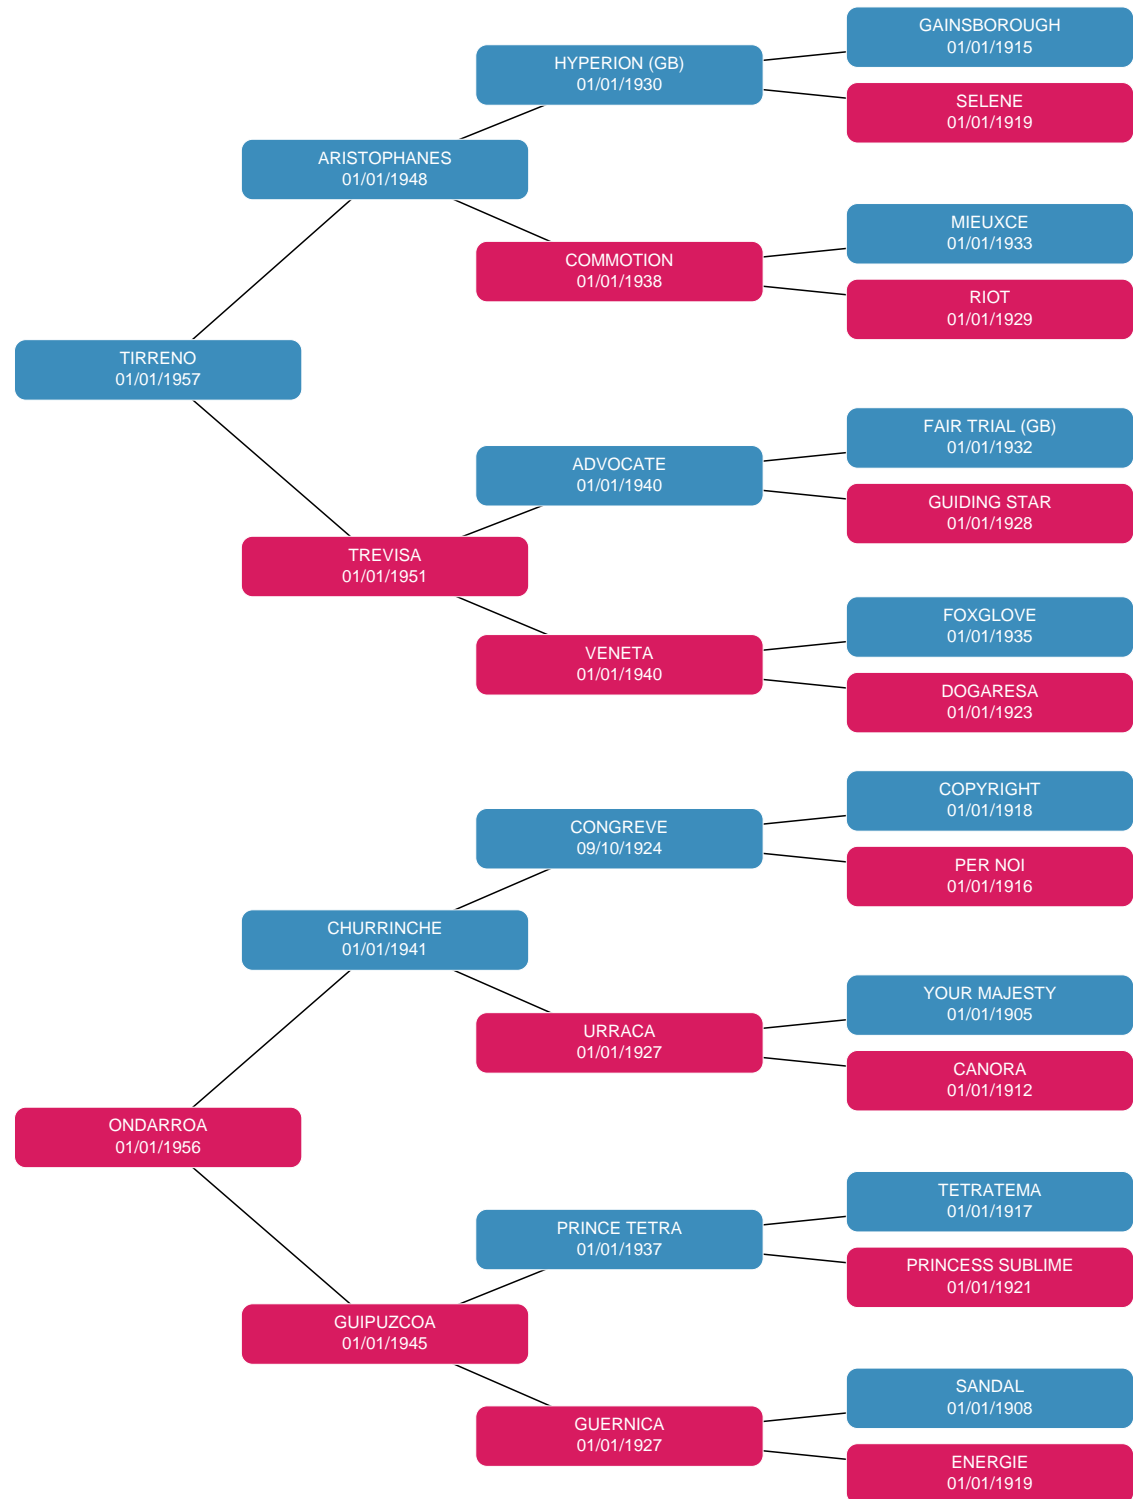 GAINSBOROUGH
01/01/1915
HYPERION (GB)
01/01/1930
SELENE
01/01/1919
ARISTOPHANES
01/01/1948
MIEUXCE
01/01/1933
COMMOTION
01/01/1938
RIOT
01/01/1929
TIRRENO
01/01/1957
FAIR TRIAL (GB)
01/01/1932
ADVOCATE
01/01/1940
GUIDING STAR
01/01/1928
TREVISA
01/01/1951
FOXGLOVE
01/01/1935
VENETA
01/01/1940
DOGARESA
01/01/1923
COPYRIGHT
01/01/1918
CONGREVE
09/10/1924
PER NOI
01/01/1916
CHURRINCHE
01/01/1941
YOUR MAJESTY
01/01/1905
URRACA
01/01/1927
CANORA
01/01/1912
ONDARROA
01/01/1956
TETRATEMA
01/01/1917
PRINCE TETRA
01/01/1937
PRINCESS SUBLIME
01/01/1921
GUIPUZCOA
01/01/1945
SANDAL
01/01/1908
GUERNICA
01/01/1927
ENERGIE
01/01/1919